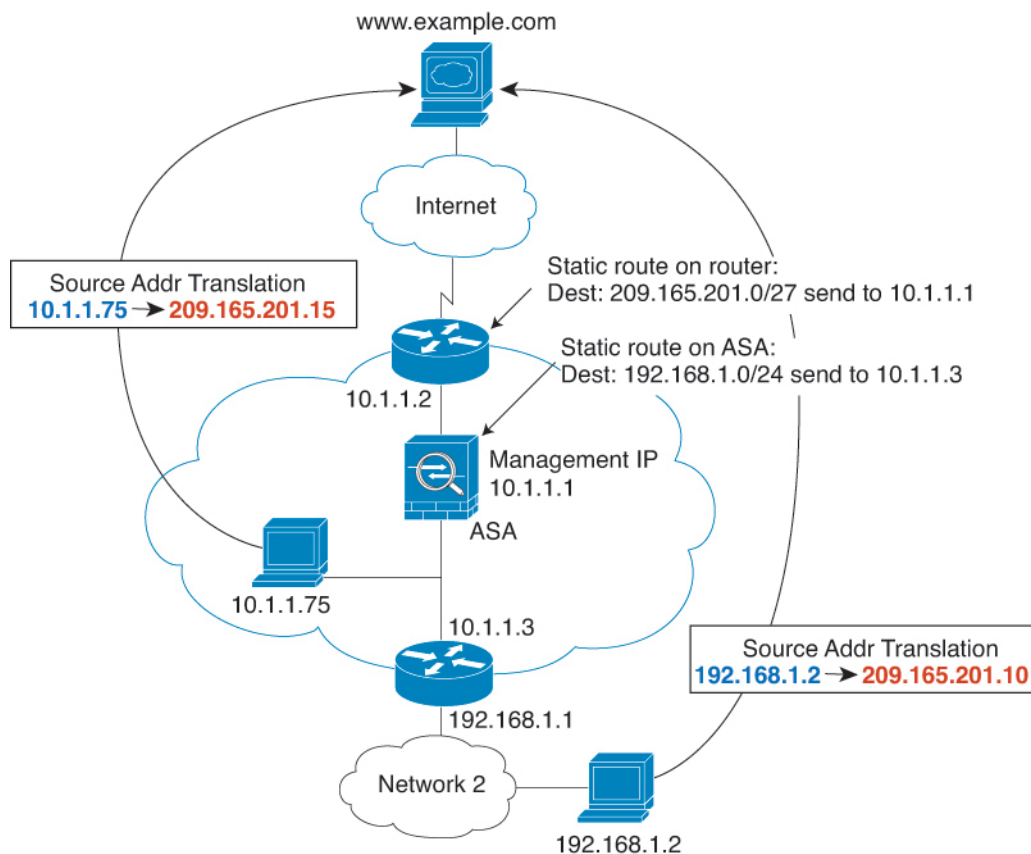 www.example.com
Internet
Source Addr Translation
10.1.1.75 209.165.201.15
Static route on router:
Dest: 209.165.201.0/27 send to 10.1.1.1
Static route on ASA:
Dest: 192.168.1.0/24 send to 10.1.1.3
10.1.1.2
Management IP
10.1.1.1
ASA
10.1.1.75
10.1.1.3
Source Addr Translation
192.168.1.2 209.165.201.10
192.168.1.1
Network 2
192.168.1.2